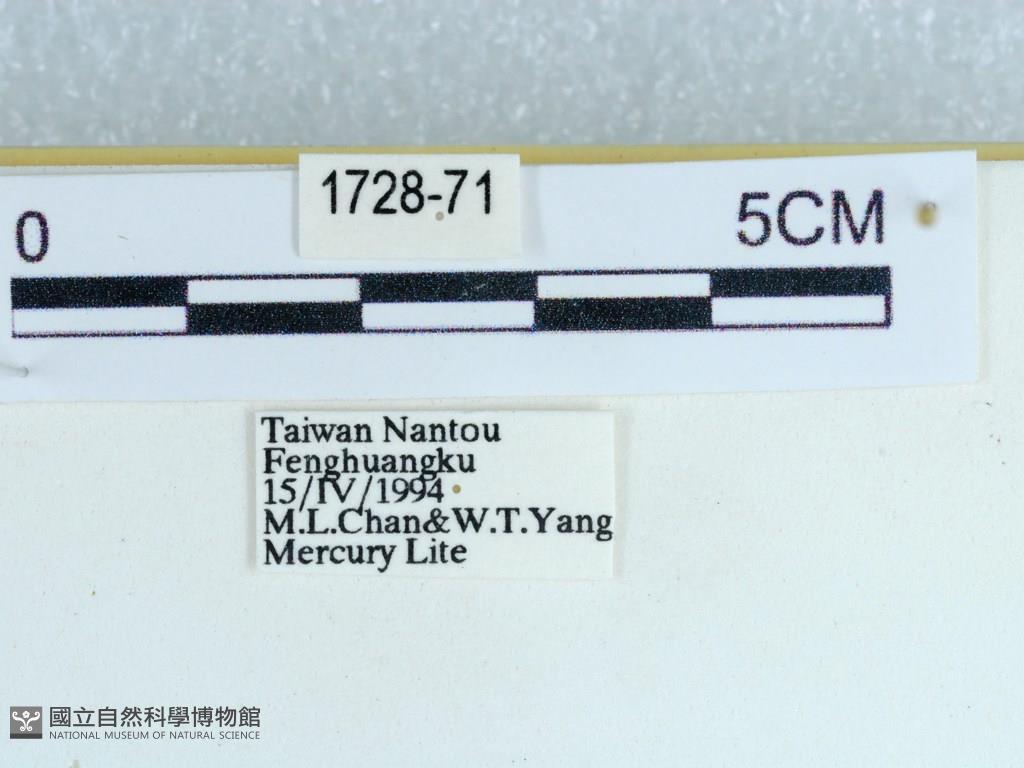 1728-71
0
5CM
Taiwan Nantou
Fenghuangku
15/IV/1994
M.L.Chan&W.T.Yang
Mercury Lite
國立自然科學博物館
NATIONAL MUSEUM OF NATURAL SCIENCE